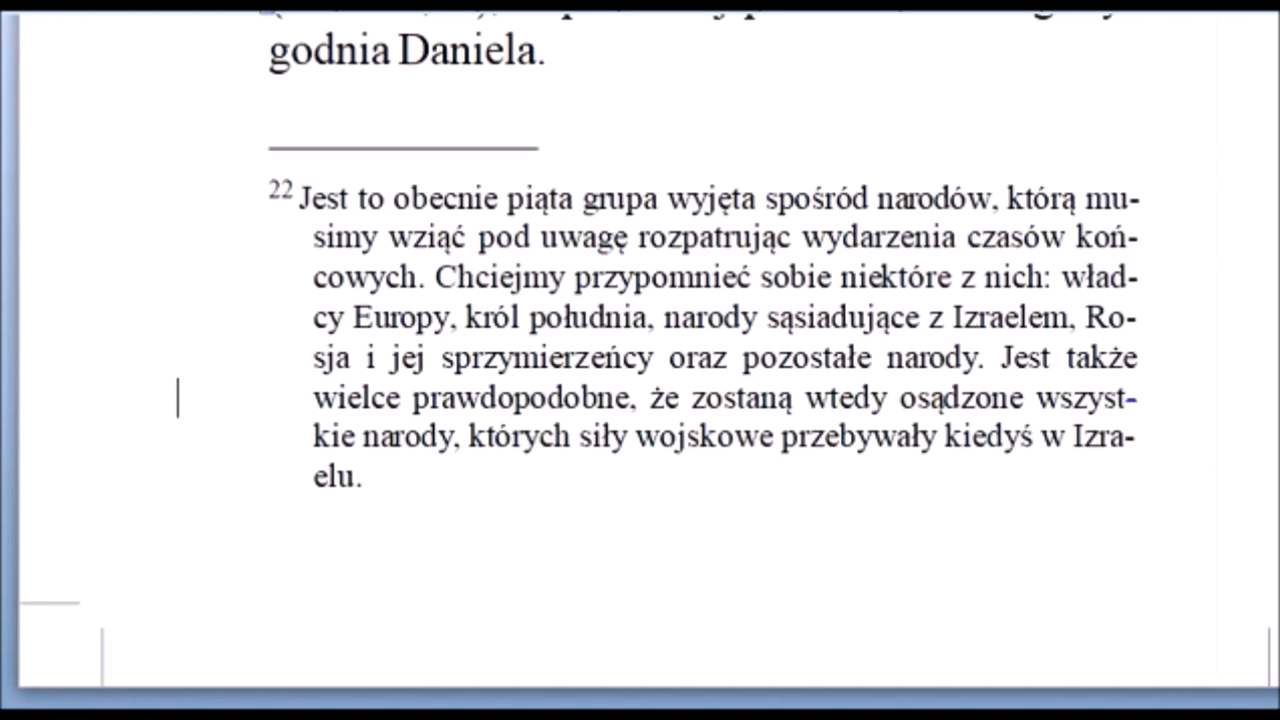 godnia Daniela.
22 Jest to obecnie piąta grupa wyjęta spośród narodów, którą mu-
simy wziąć pod uwagę rozpatrując wydarzenia czasów koń-
cowych. Chciejmy przypomnieć sobie niektóre z nich: wład-
cy Europy, król południa, narody sąsiadujące z Izraelem, Ro-
sja i jej sprzymierzeńcy oraz pozostałe narody. Jest także
wielce prawdopodobne, że zostaną wtedy osądzone wszyst-
kie narody, których siły wojskowe przebywały kiedyś w Izra-
elu.